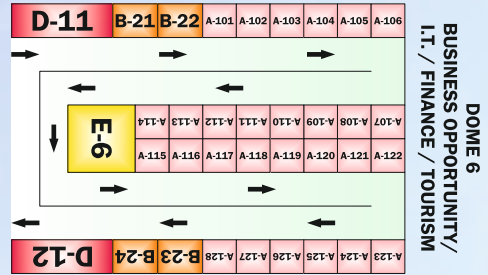 D-11 B-21 B-22 A-101 A-102 A-103 A-104 A-105 A-106
E-6 A-114 A-113 A-112 A-111 A-110 A-109 A-108 A-107
A-115 A-116 A-117 A-118 A-119 A-120 A-121 A-122
D-12 B-24 B-23 A-128 A-127 A-126 A-125 A-124 A-123
DOME 6
BUSINESS OPPORTUNITY/
I.T. / FINANCE / TOURISM